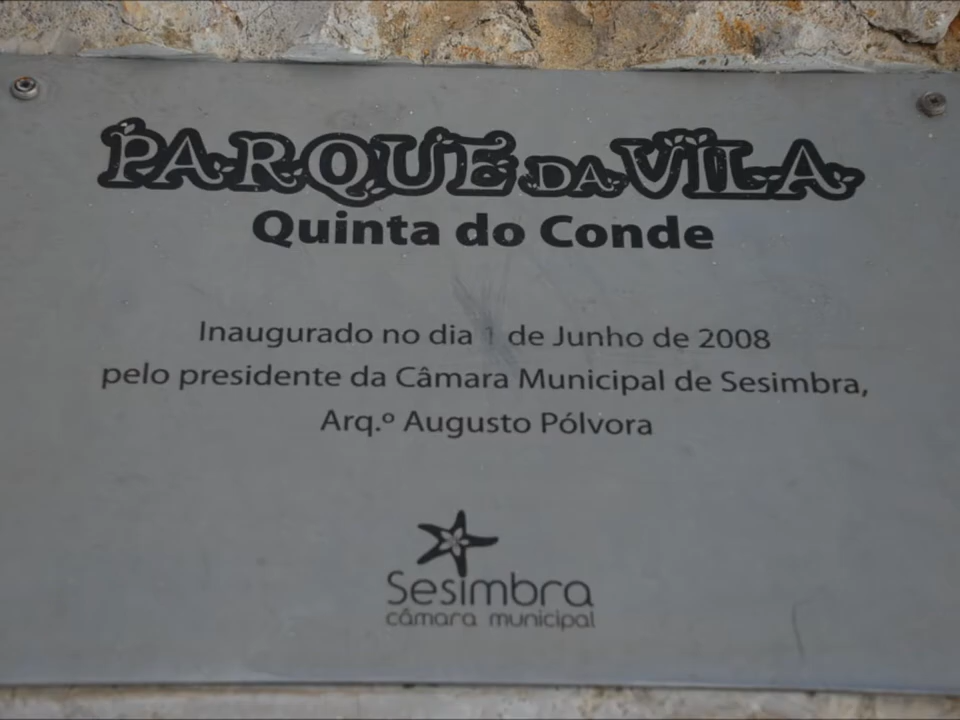 PARQUE DA VILA
Quinta do Conde
Inaugurado no dia de Junho de 2008
pelo presidente da Câmara Municipal de Sesimbra,
Arq.º Augusto Pólvora
Sesimbra
câmara municipal